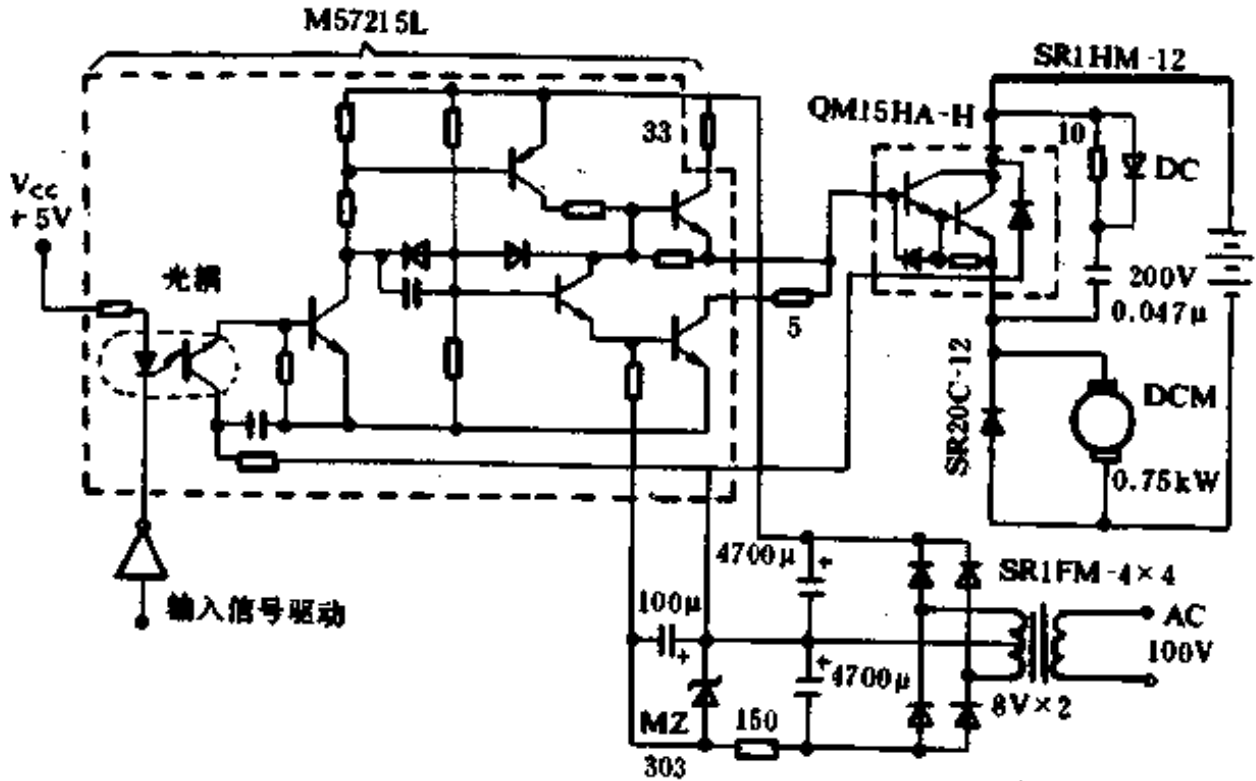 M57215L
SR1HM-12
QM15HA-H
33
10
DC
Vcc
+5V
光耦
200V
0.047μ
5
SR20C-12
DCM
0.75kW
4700μ
SR1FM-4×4
100μ
AC
100V
输入信号驱动
4700μ
8V×2
MZ
150
303